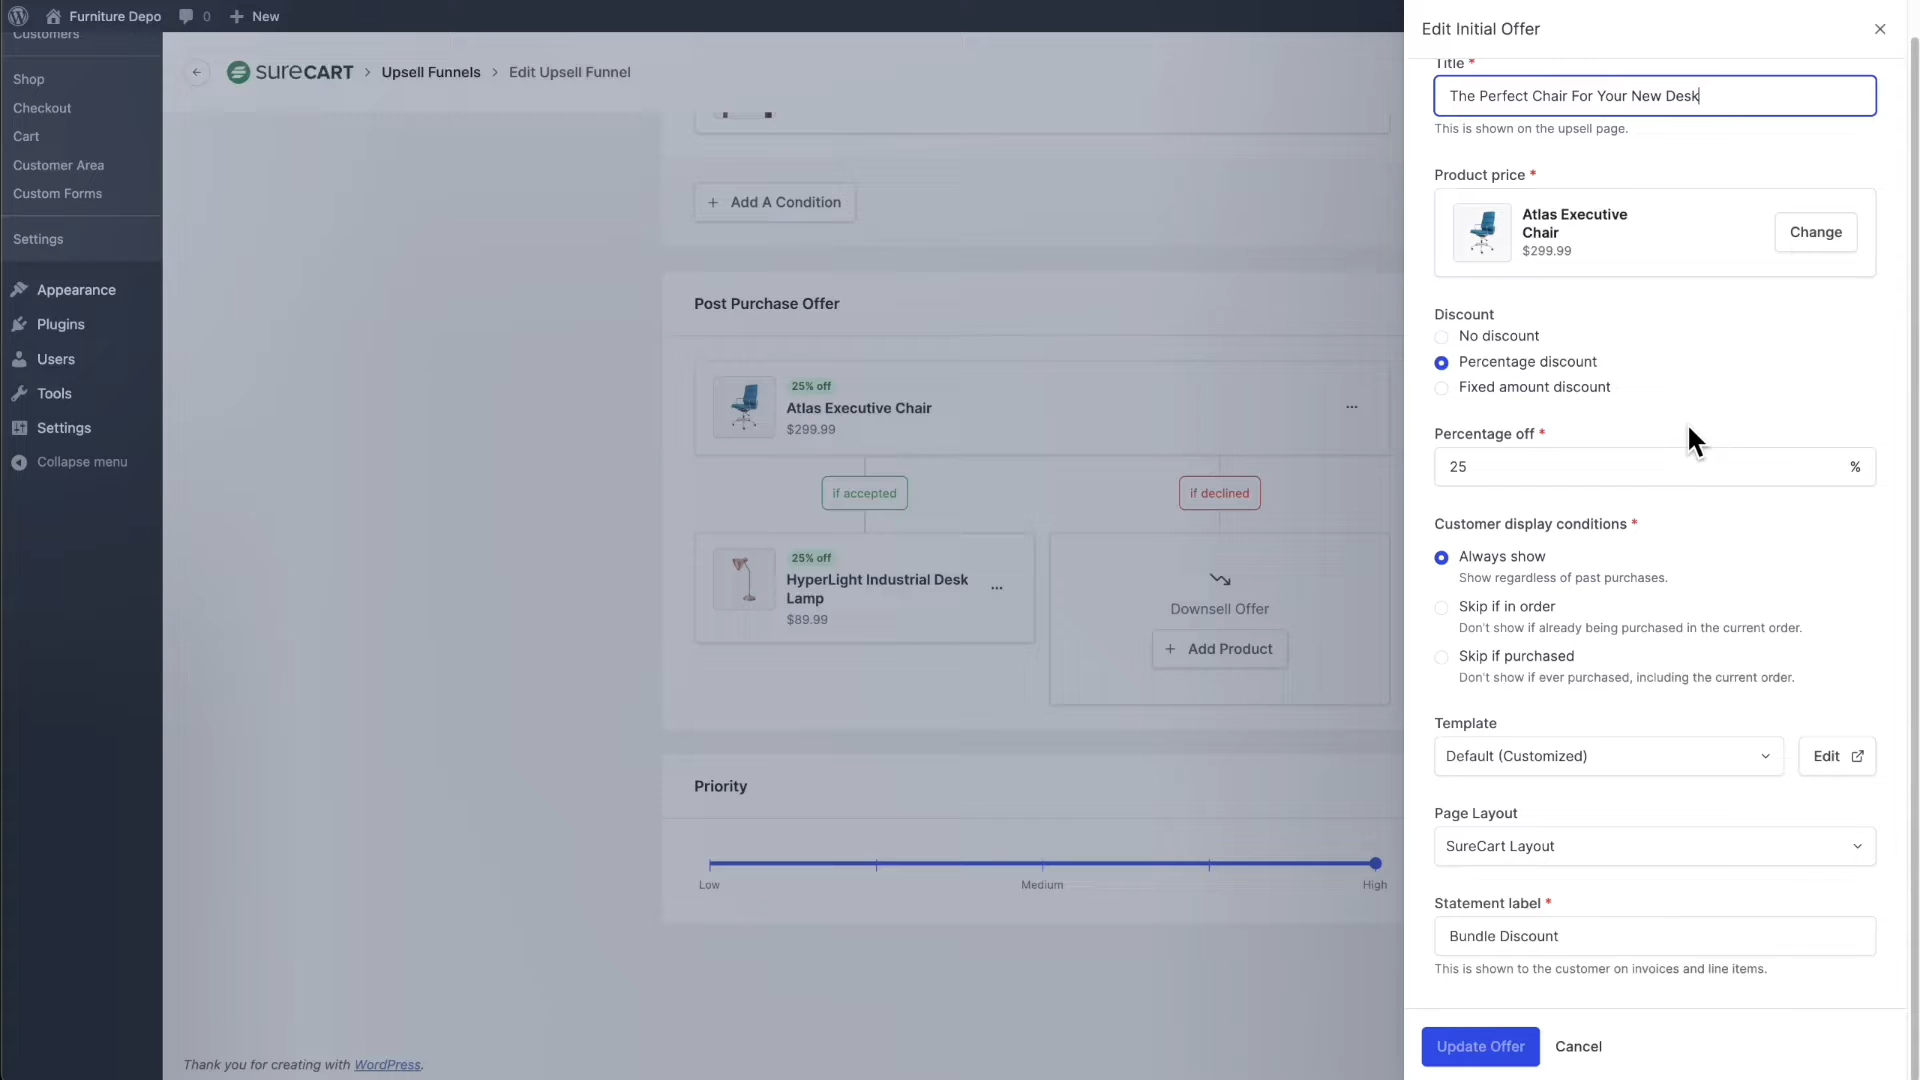 Furniture Depo
0
New
Customers
Shop
Checkout
Cart
Customer Area
Custom Forms
Settings
Appearance
Plugins
Users
Tools
Settings
Collapse menu
SURECART > Upsell Funnels > Edit Upsell Funnel
+ Add A Condition
Post Purchase Offer
25% off
Atlas Executive Chair
$299.99
if accepted
if declined
25% off
HyperLight Industrial Desk
Lamp
$89.99
Downsell Offer
+ Add Product
Priority
Low
Medium
High
Thank you for creating with WordPress.
Edit Initial Offer
Title *
The Perfect Chair For Your New Desk
This is shown on the upsell page.
Product price *
Atlas Executive
Chair
$299.99
Change
Discount
No discount
Percentage discount
Fixed amount discount
Percentage off *
25 %
Customer display conditions *
Always show
Show regardless of past purchases.
Skip if in order
Don't show if already being purchased in the current order.
Skip if purchased
Don't show if ever purchased, including the current order.
Template
Default (Customized)
Edit
Page Layout
SureCart Layout
Statement label *
Bundle Discount
This is shown to the customer on invoices and line items.
Update Offer
Cancel